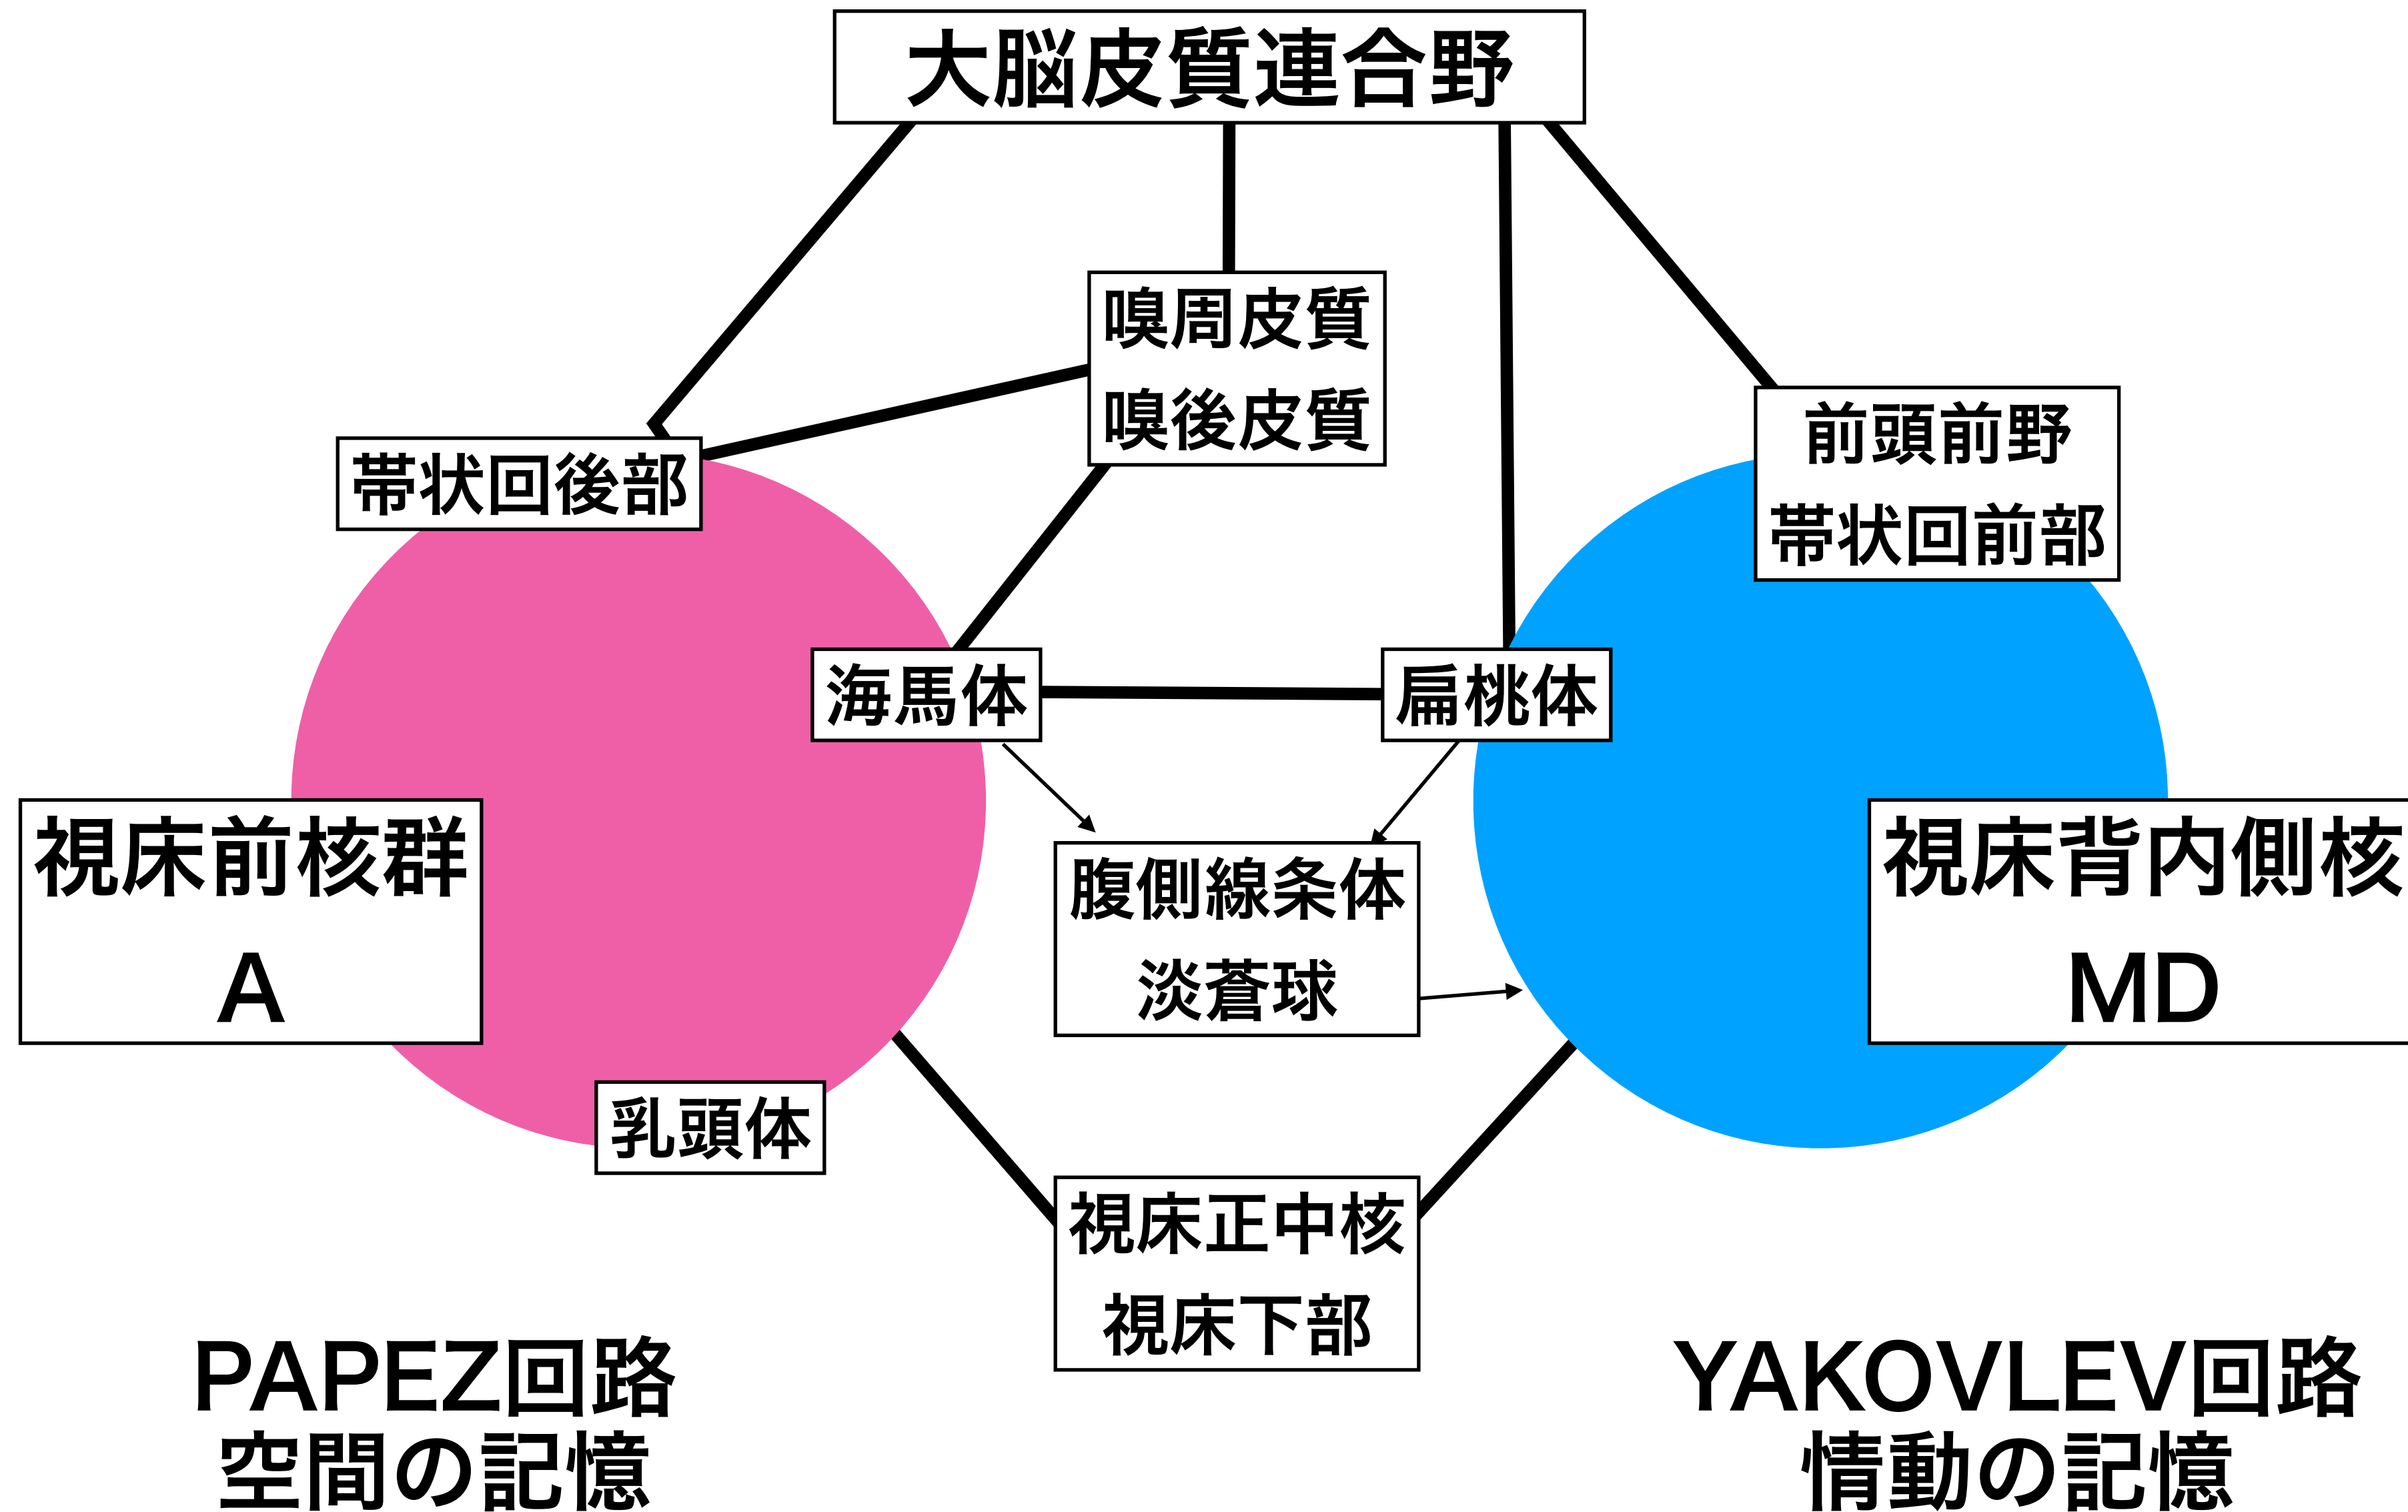 大脳皮質連合野
嗅周皮質
嗅後皮質
帯状回後部
前頭前野
帯状回前部
海馬体
扁桃体
視床前核群
A
腹側線条体
淡蒼球
視床背内側核
MD
乳頭体
視床正中核
視床下部
PAPEZ回路
空間の記憶
YAKOVLEV回路
情動の記憶